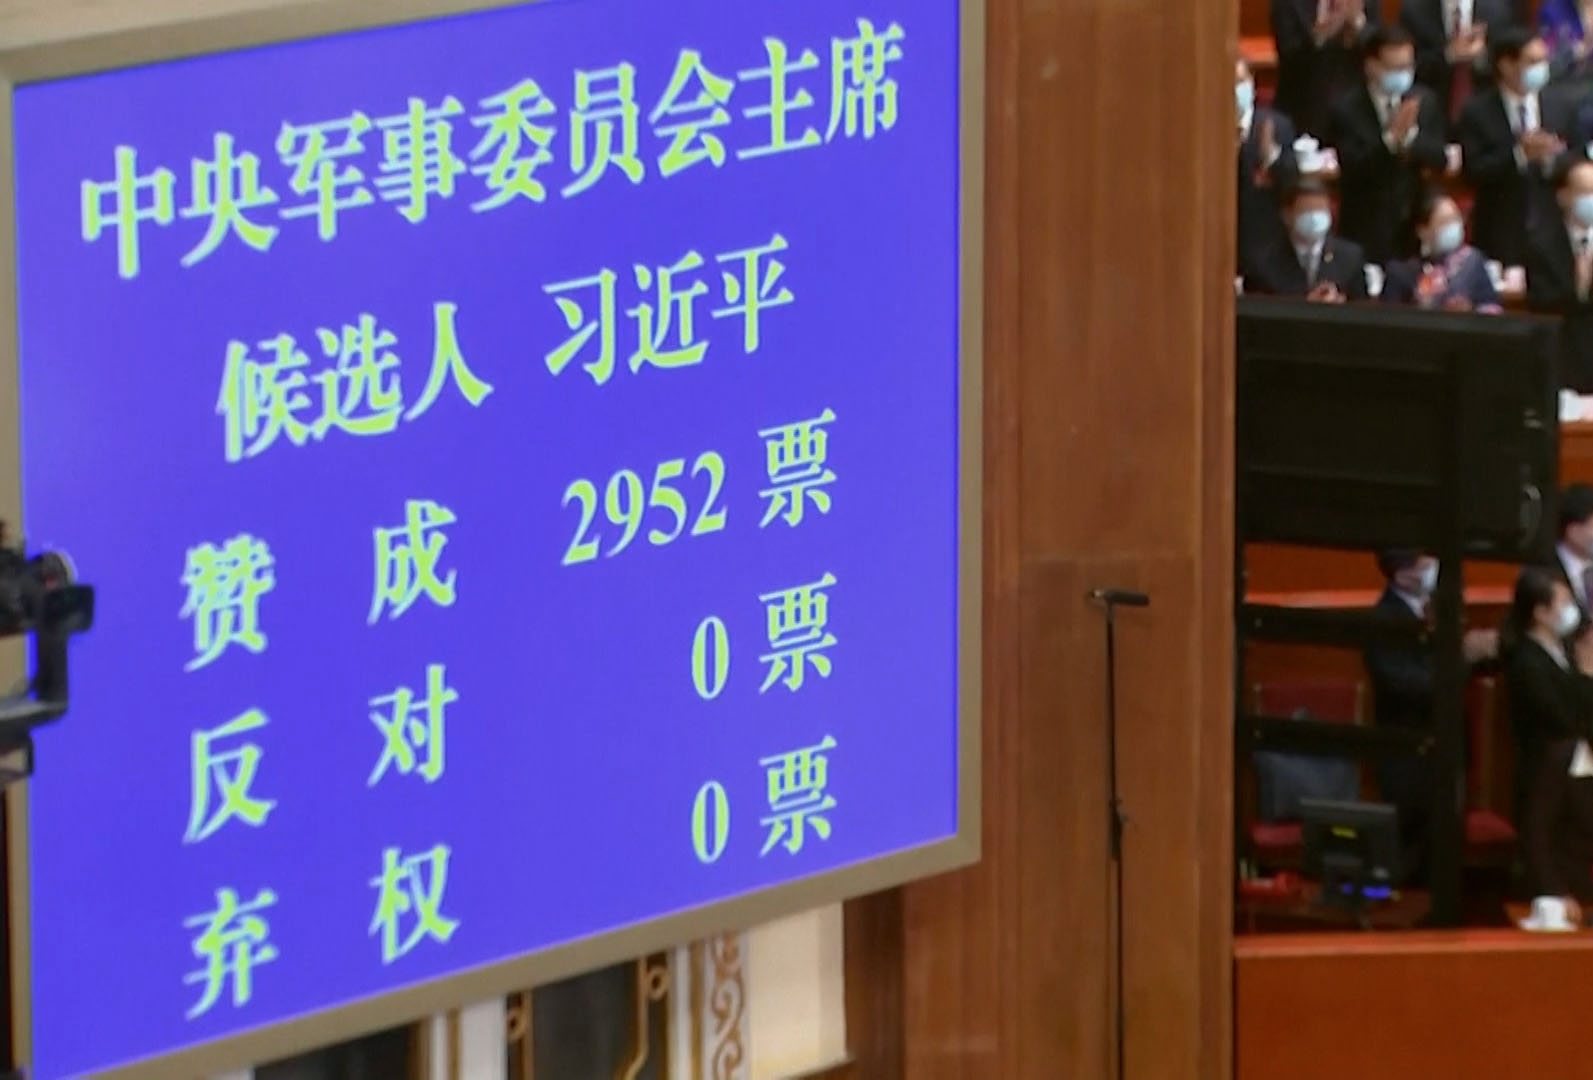 中央军事委员会主席
候选人 习近平
赞 成 2952 票
反 对 0 票
弃 权 0 票